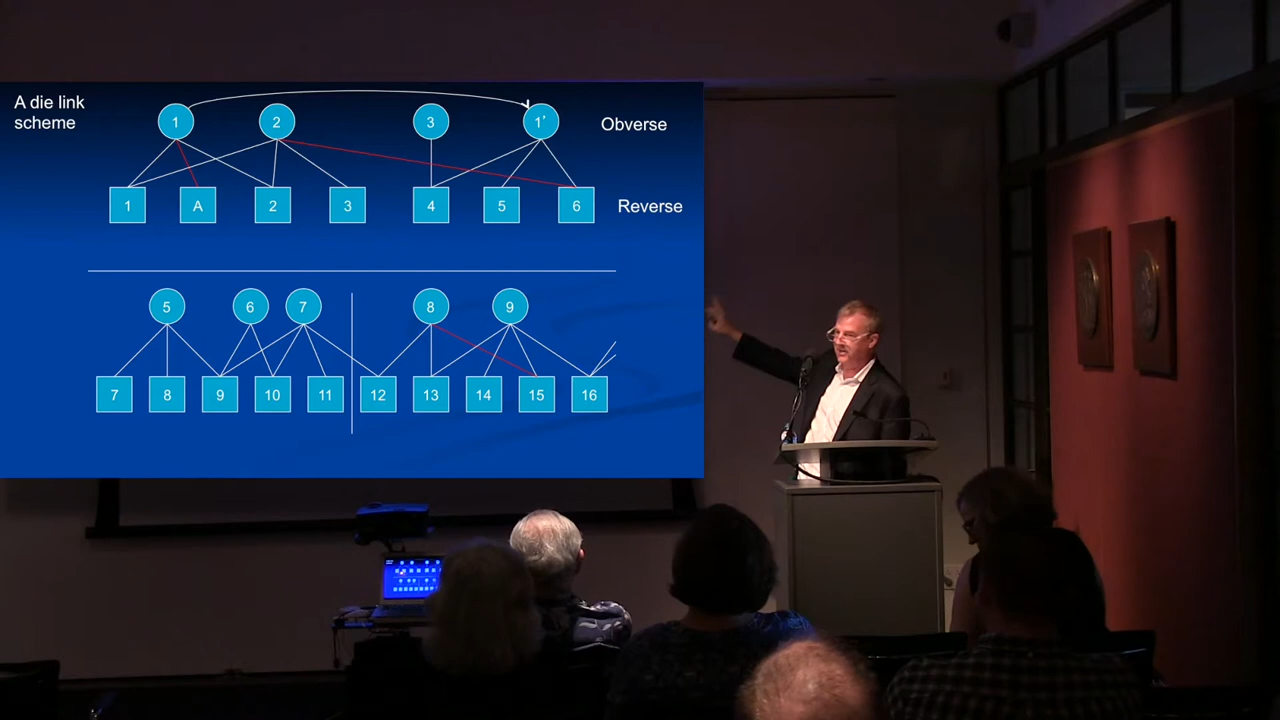 A die link
scheme
1 2 3 1’ Obverse
1 A 2 3 4 5 6 Reverse
5 6 7 8 9
7 8 9 10 11 12 13 14 15 16